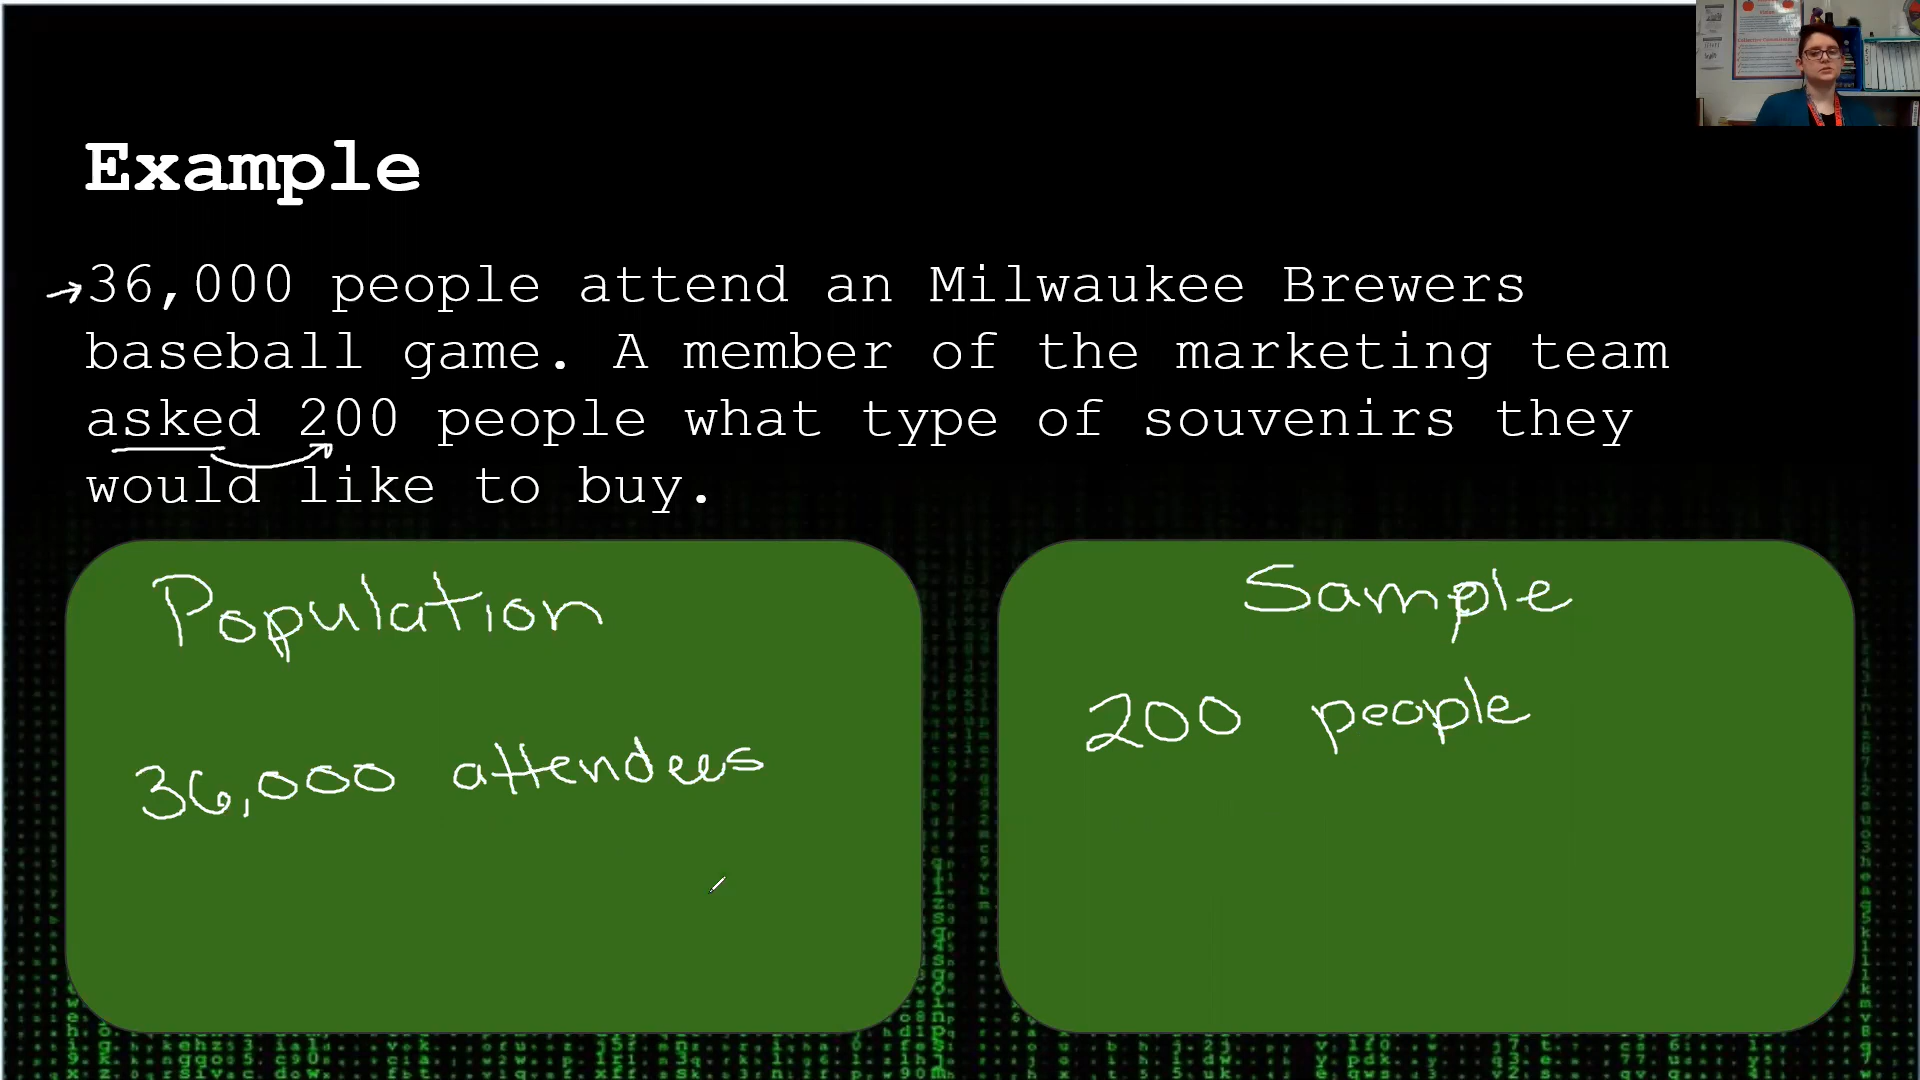 Example
→36,000 people attend an Milwaukee Brewers
baseball game. A member of the marketing team
asked 200 people what type of souvenirs they
would like to buy.
Population
36,000 attendees
Sample
200 people